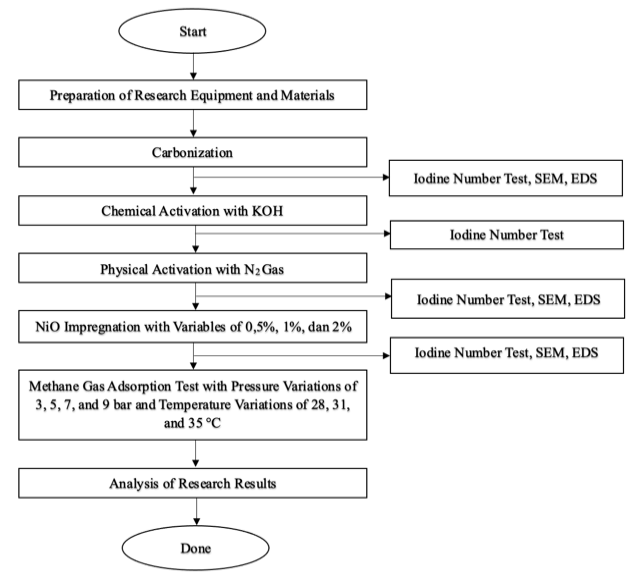 Start
Preparation of Research Equipment and Materials
Carbonization
Iodine Number Test, SEM, EDS
Chemical Activation with KOH
Iodine Number Test
Physical Activation with N₂ Gas
Iodine Number Test, SEM, EDS
NiO Impregnation with Variables of 0,5%, 1%, dan 2%
Iodine Number Test, SEM, EDS
Methane Gas Adsorption Test with Pressure Variations of
3, 5, 7, and 9 bar and Temperature Variations of 28, 31,
and 35 °C
Analysis of Research Results
Done